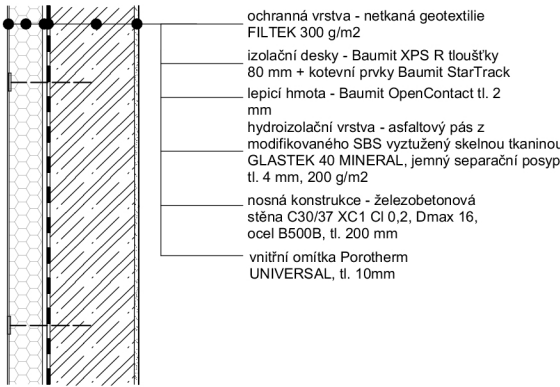 ochranná vrstva - netkaná geotextilie
FILTEK 300 g/m2
izolační desky - Baumit XPS R tloušťky
80 mm + kotevní prvky Baumit StarTrack
lepicí hmota - Baumit OpenContact tl. 2
mm
hydroizolační vrstva - asfaltový pás z
modifikovaného SBS vyztužený skelnou tkaninou
GLASTEK 40 MINERAL, jemný separační posyp
tl. 4 mm, 200 g/m2
nosná konstrukce - železobetonová
stěna C30/37 XC1 Cl 0,2, Dmax 16,
ocel B500B, tl. 200 mm
vnitřní omítka Porotherm
UNIVERSAL, tl. 10mm